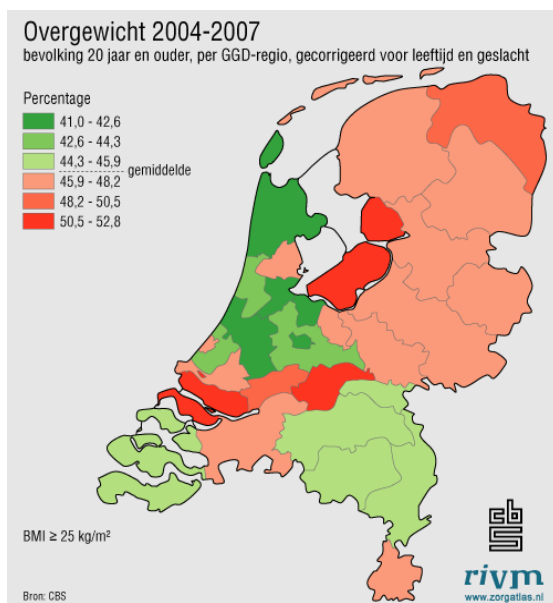 Overgewicht 2004-2007
bevolking 20 jaar en ouder, per GGD-regio, gecorrigeerd voor leeftijd en geslacht
Percentage
41,0 - 42,6
42,6 - 44,3
44,3 - 45,9
gemiddelde
45,9 - 48,2
48,2 - 50,5
50,5 - 52,8
BMI ≥ 25 kg/m²
cbs
rivm
Bron: CBS
www.zorgatlas.nl